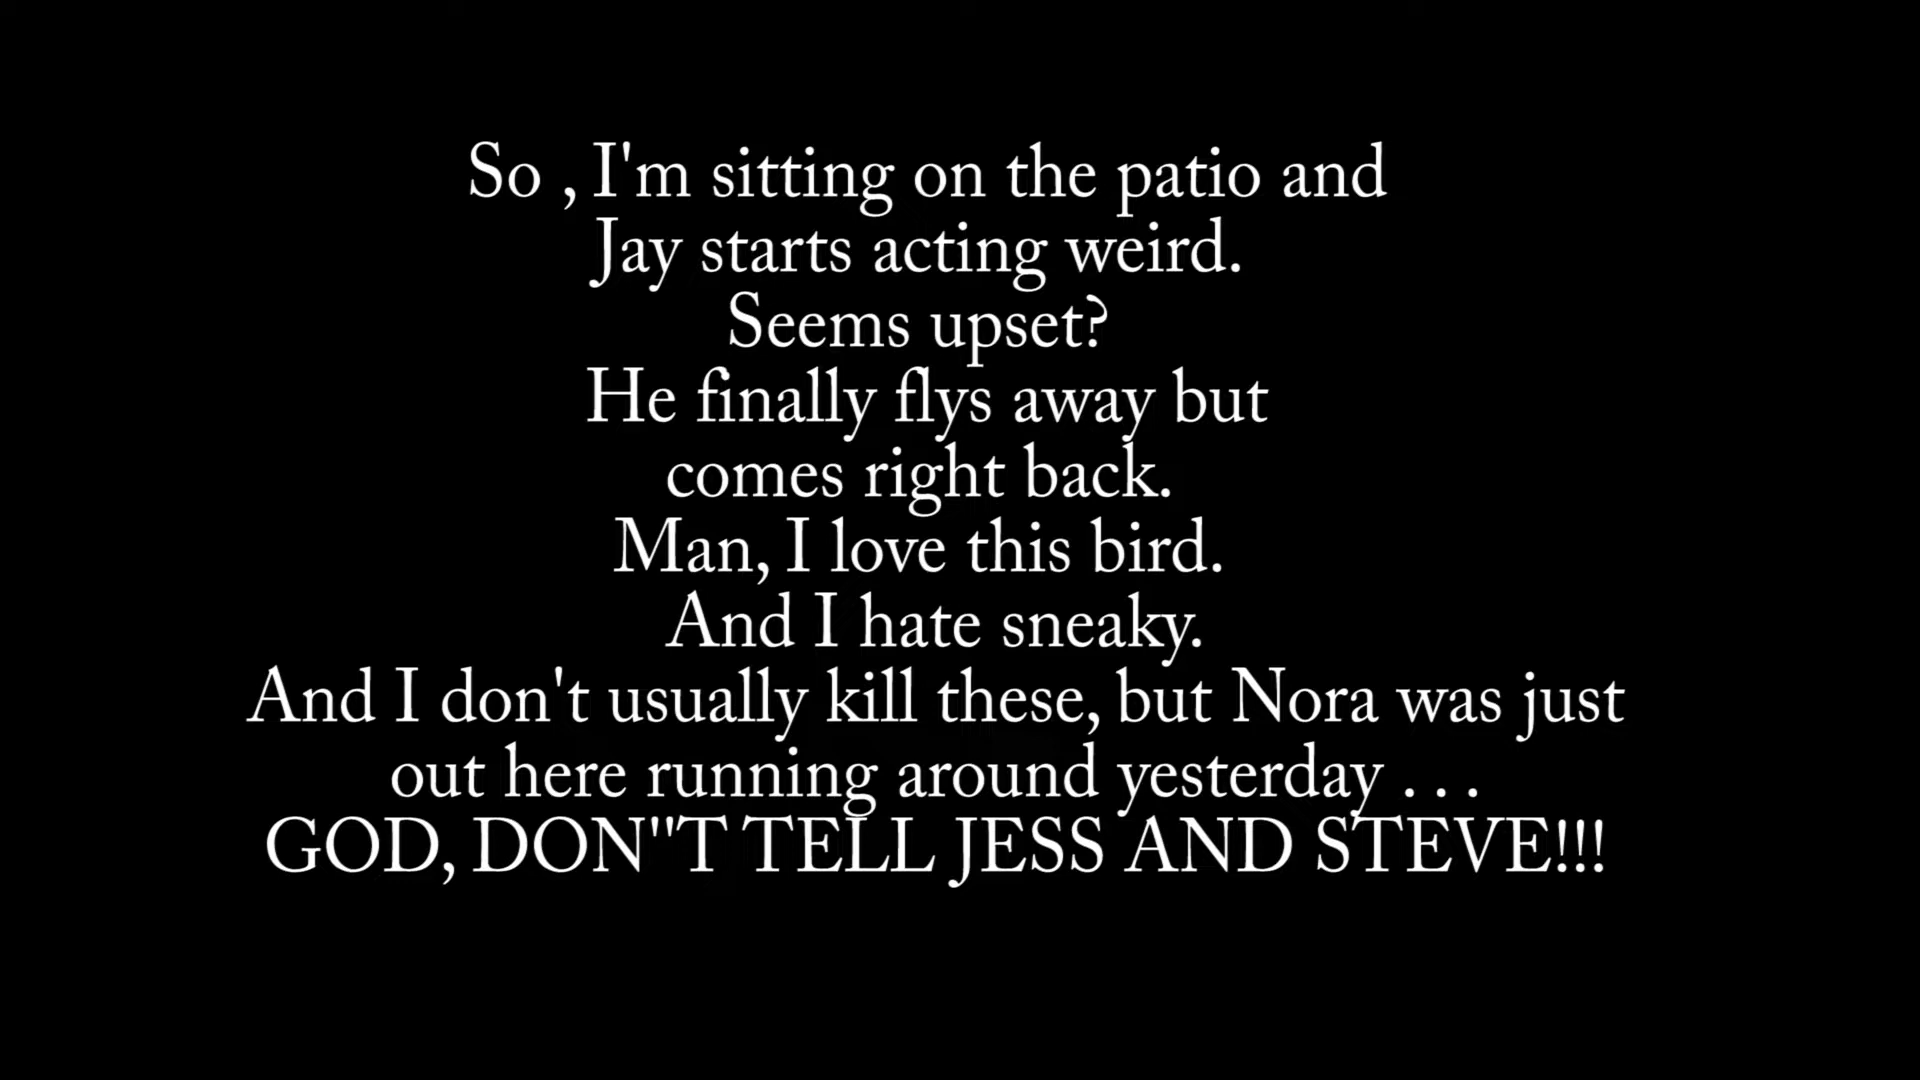 So , I'm sitting on the patio and
Jay starts acting weird.
Seems upset?
He finally flys away but
comes right back.
Man, I love this bird.
And I hate sneaky.
And I don't usually kill these, but Nora was just
out here running around yesterday . . .
GOD, DON"T TELL JESS AND STEVE!!!